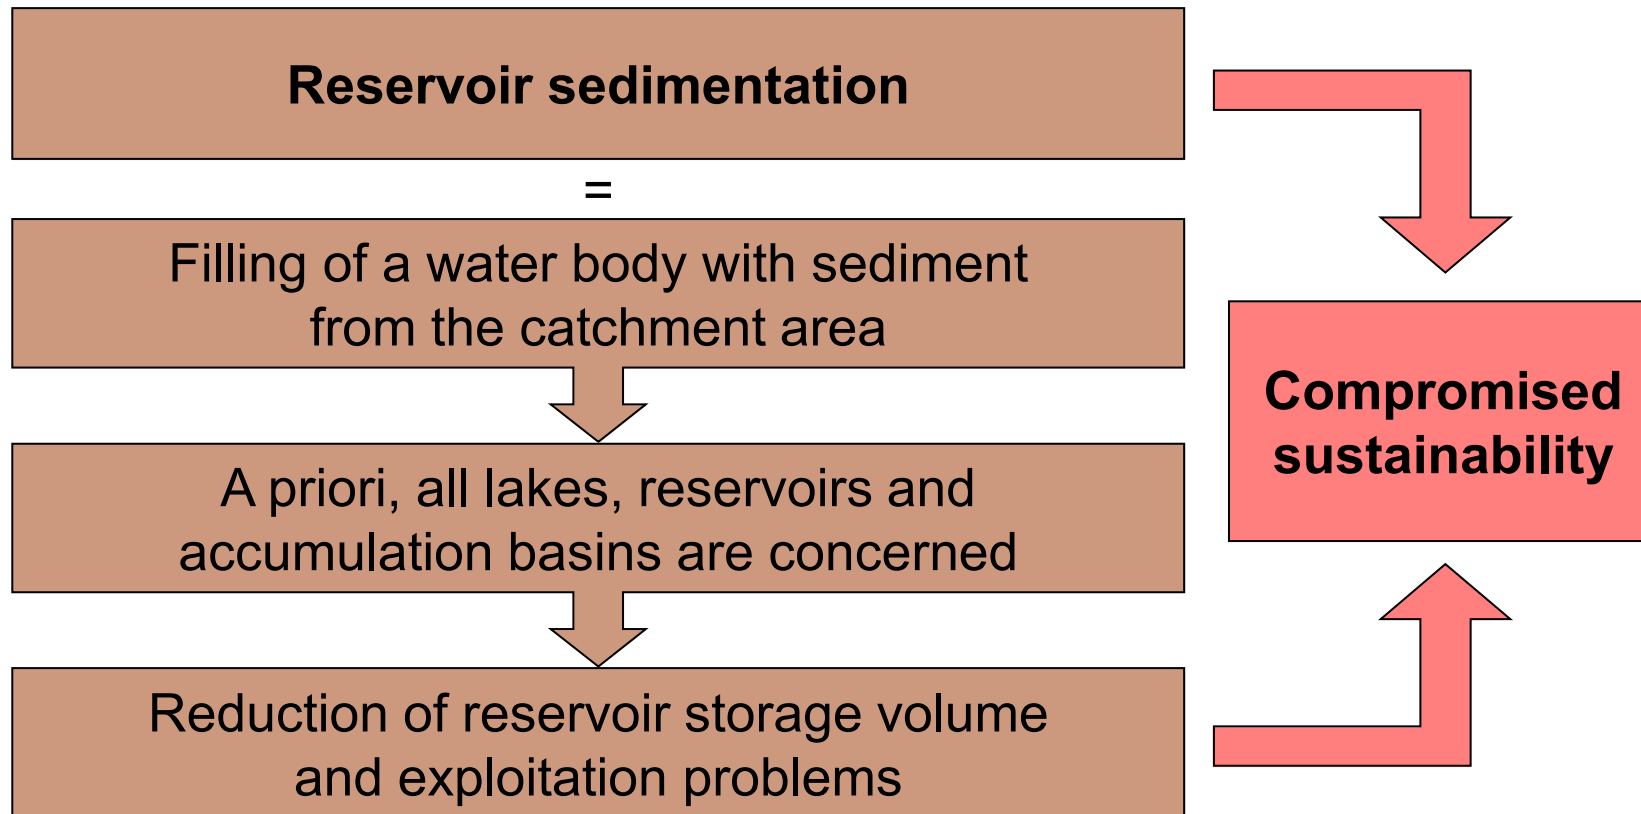 Reservoir sedimentation
=
Filling of a water body with sediment
from the catchment area
A priori, all lakes, reservoirs and
accumulation basins are concerned
Reduction of reservoir storage volume
and exploitation problems
Compromised
sustainability